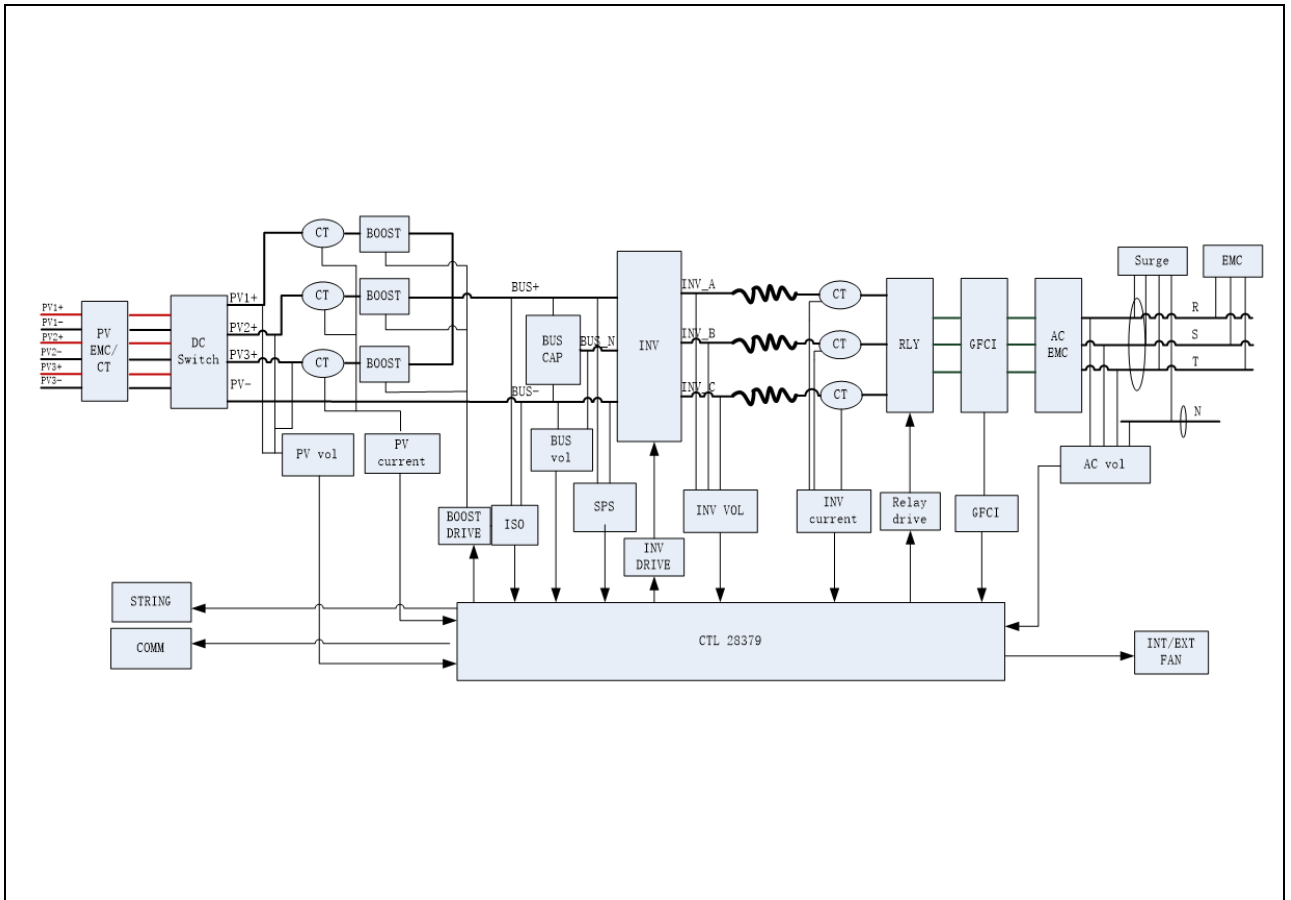 CT
BOOST
Surge
EMC
INV_A
BUS+
CT
BOOST
CT
PV1+
PV1+
PV1-
PV2+
PV2-
PV3+
PV3-
PV
EMC/
CT
DC
Switch
PV2+
PV3+
PV-
CT
BOOST
BUS
CAP
BUS_N
BUS-
INV
INV_B
INV_C
CT
CT
RLY
GFCI
AC
EMC
R
S
T
N
PV vol
PV
current
BUS
vol
AC vol
BOOST
DRIVE
ISO
SPS
INV
DRIVE
INV VOL
INV
current
Relay
drive
GFCI
STRING
COMM
CTL 28379
INT/EXT
FAN